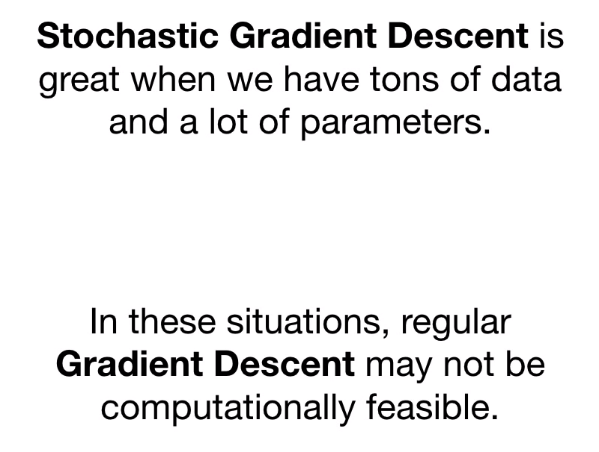 Stochastic Gradient Descent is
great when we have tons of data
and a lot of parameters.
In these situations, regular
Gradient Descent may not be
computationally feasible.